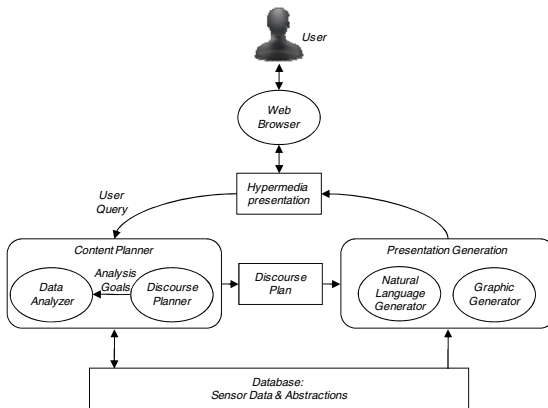 User
Web
Browser
Hypermedia
presentation
User
Query
Content Planner
Data
Analyzer
Analysis
Goals
Discourse
Planner
Discourse
Plan
Presentation Generation
Natural
Language
Generator
Graphic
Generator
Database:
Sensor Data & Abstractions